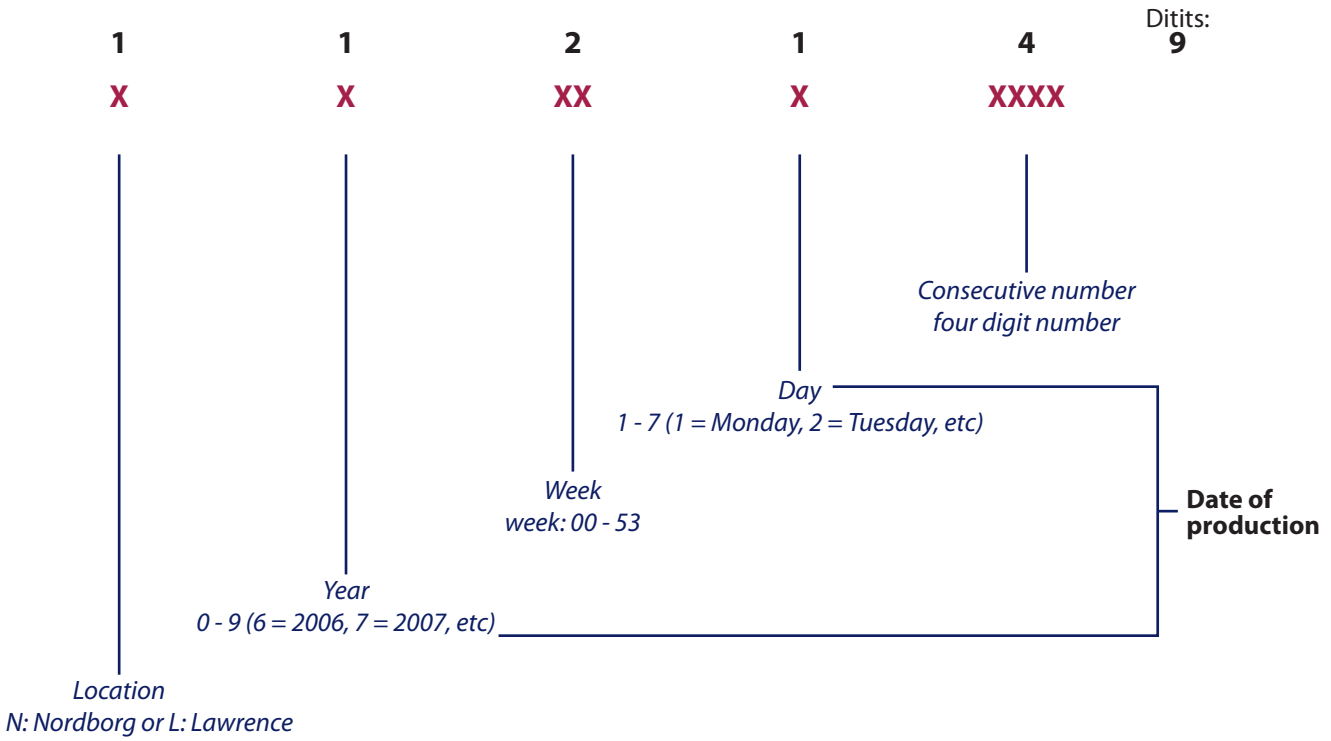 Ditits:
1 1 2 1 4 9
X X XX X XXXX
Consecutive number
four digit number
Day
1 - 7 (1 = Monday, 2 = Tuesday, etc)
Week
week: 00 - 53
Date of
production
Year
0 - 9 (6 = 2006, 7 = 2007, etc)
Location
N: Nordborg or L: Lawrence